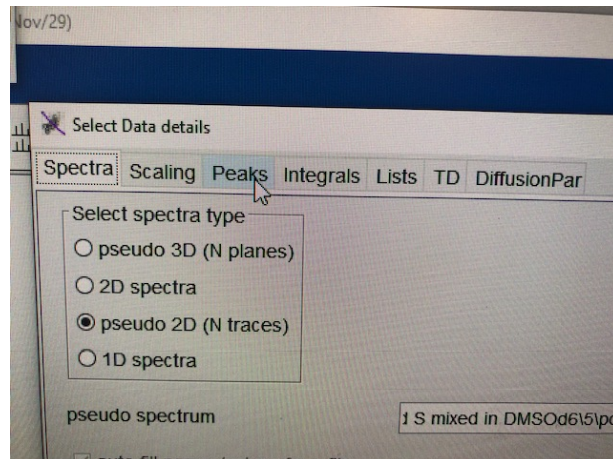 Nov/29)
Select Data details
Spectra Scaling Peaks Integrals Lists TD DiffusionPar
Select spectra type
pseudo 3D (N planes)
2D spectra
pseudo 2D (N traces)
1D spectra
pseudo spectrum 1 S mixed in DMSOd6\5\pd